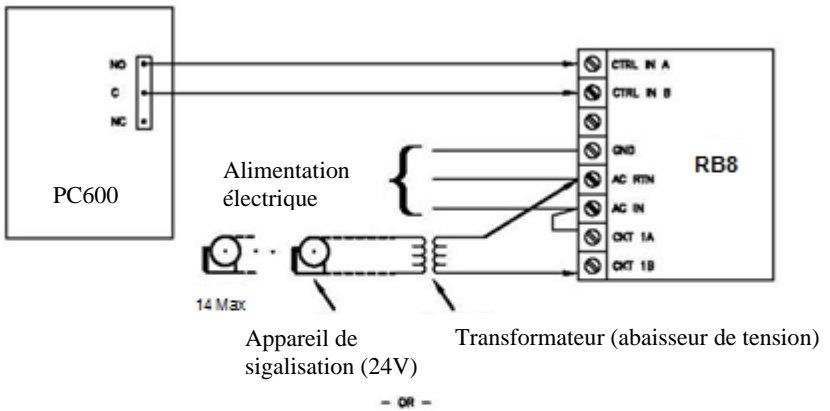 NO
C
NC
PC600
CTRL IN A
CTRL IN B
GND
AC RTN
AC IN
CKT 1A
CKT 1B
RB8
Alimentation
électrique
14 Max
Appareil de
sigalisation (24V)
Transformateur (abaisseur de tension)
- OR -